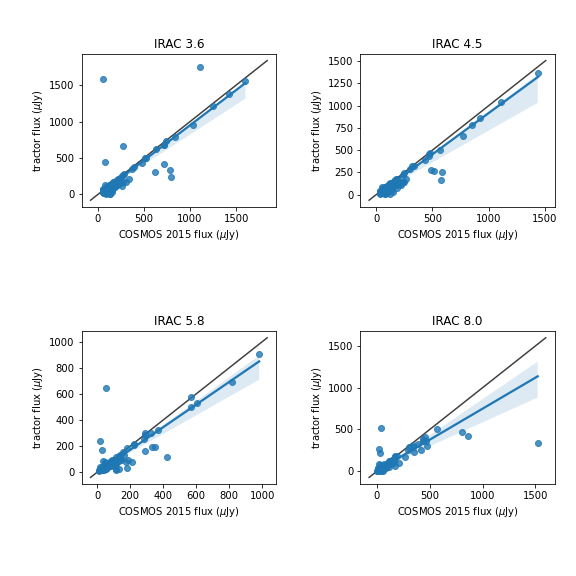 IRAC 3.6
tractor flux (μJy)
1500
1000
500
0
0 500 1000 1500
COSMOS 2015 flux (μJy)
IRAC 4.5
tractor flux (μJy)
1500
1250
1000
750
500
250
0
0 500 1000 1500
COSMOS 2015 flux (μJy)
IRAC 5.8
tractor flux (μJy)
1000
800
600
400
200
0
0 200 400 600 800 1000
COSMOS 2015 flux (μJy)
IRAC 8.0
tractor flux (μJy)
1500
1000
500
0
0 500 1000 1500
COSMOS 2015 flux (μJy)